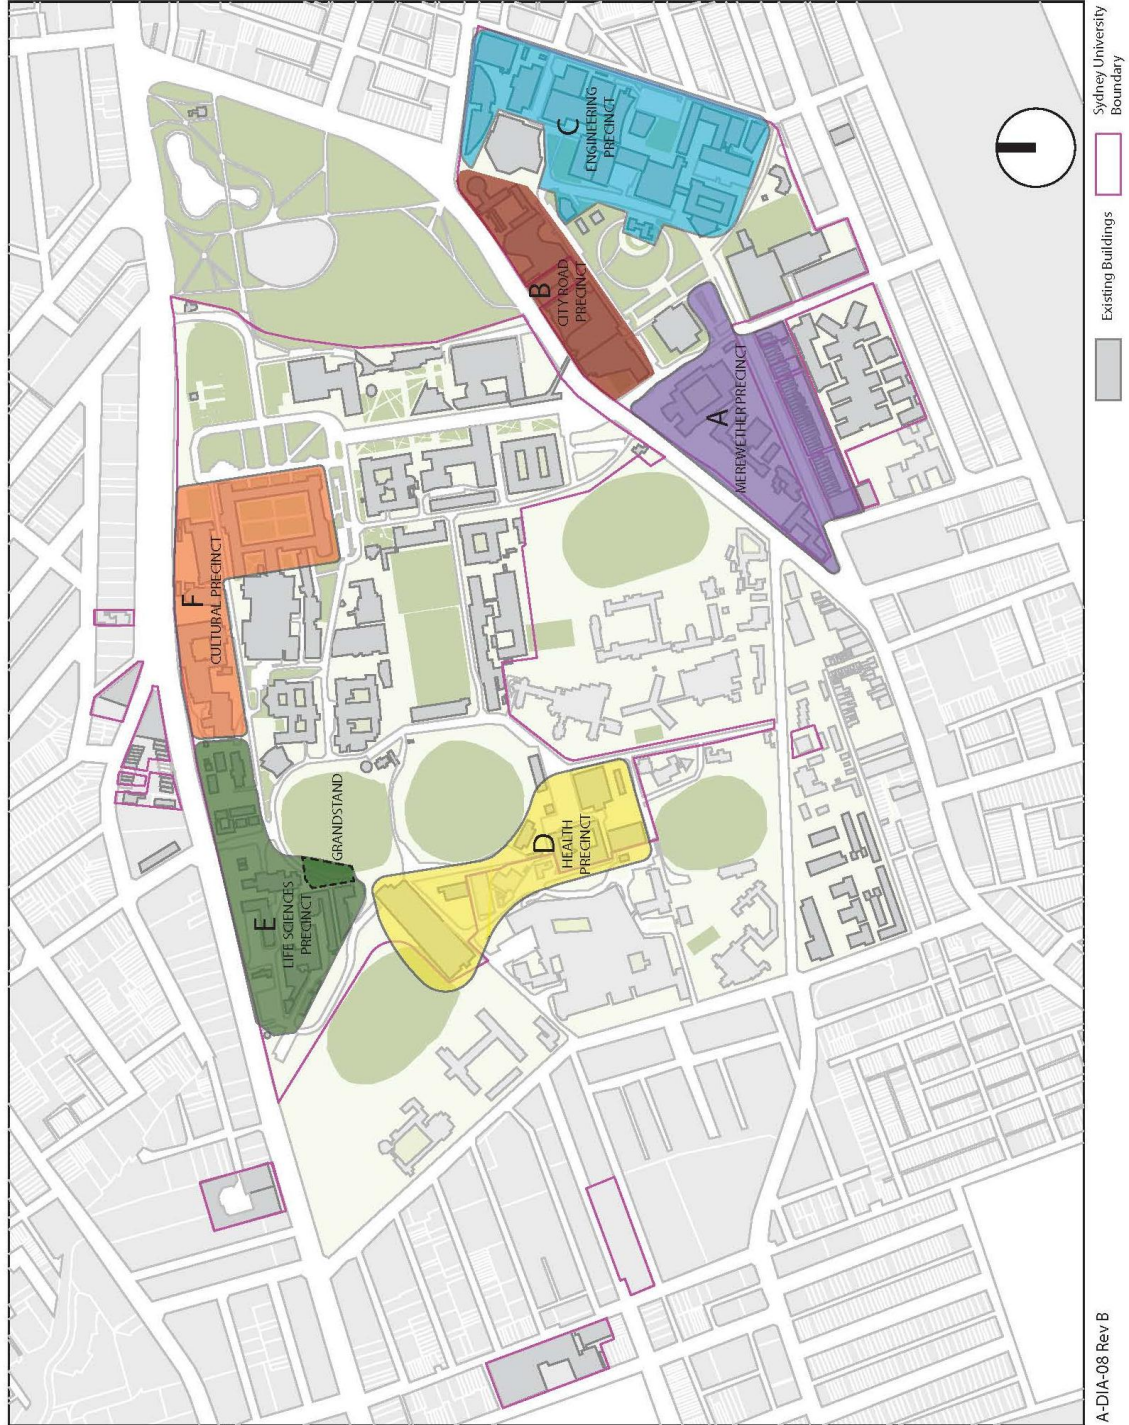 C
ENGINEERING
PRECINCT
B
CITY ROAD
PRECINCT
A
MEREWETHER PRECINCT
F
CULTURAL PRECINCT
GRANDSTAND
D
HEALTH
PRECINCT
E
LIFE SCIENCES
PRECINCT
A-DIA-08 Rev B
Existing Buildings
Sydney University
Boundary